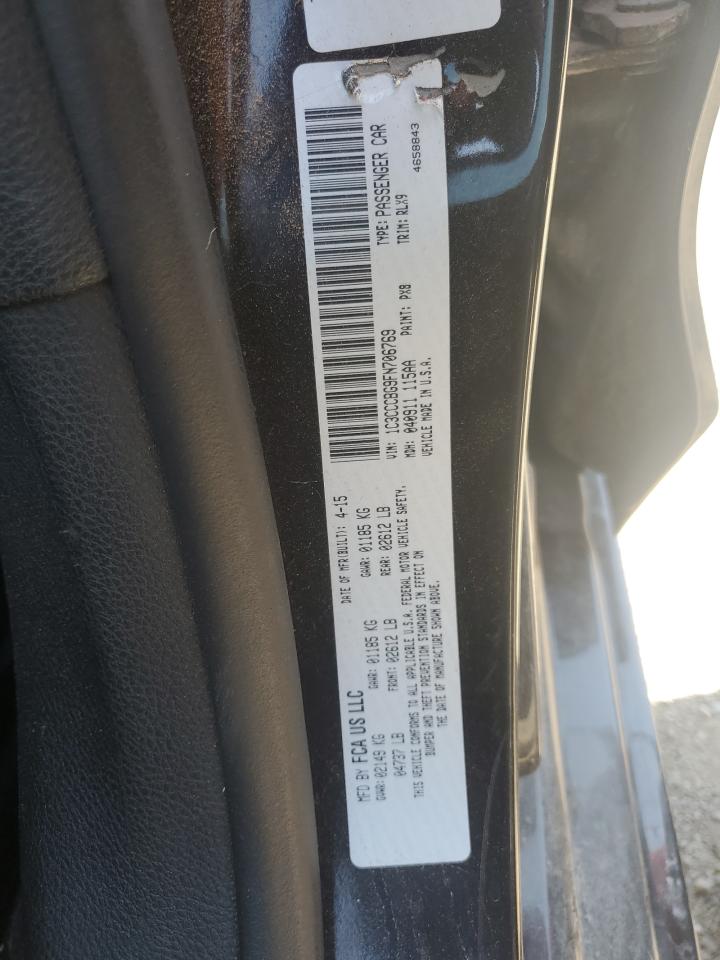 MFD BY FCA US LLC
DATE OF MFR(BUILT): 4-15
GVWR: 02149 KG
GAWR: 01185 KG
GAWR: 01185 KG
04737 LB
FRONT: 02612 LB
REAR: 02612 LB
THIS VEHICLE CONFORMS TO ALL APPLICABLE U.S.A. FEDERAL MOTOR VEHICLE SAFETY,
BUMPER AND THEFT PREVENTION STANDARDS IN EFFECT ON
THE DATE OF MANUFACTURE SHOWN ABOVE.
VIN: 1C3CCCBG9FN706769
TYPE: PASSENGER CAR
MDH: 040911 115AA
PAINT: PX8
TRIM: RLX9
VEHICLE MADE IN U.S.A.
4658843